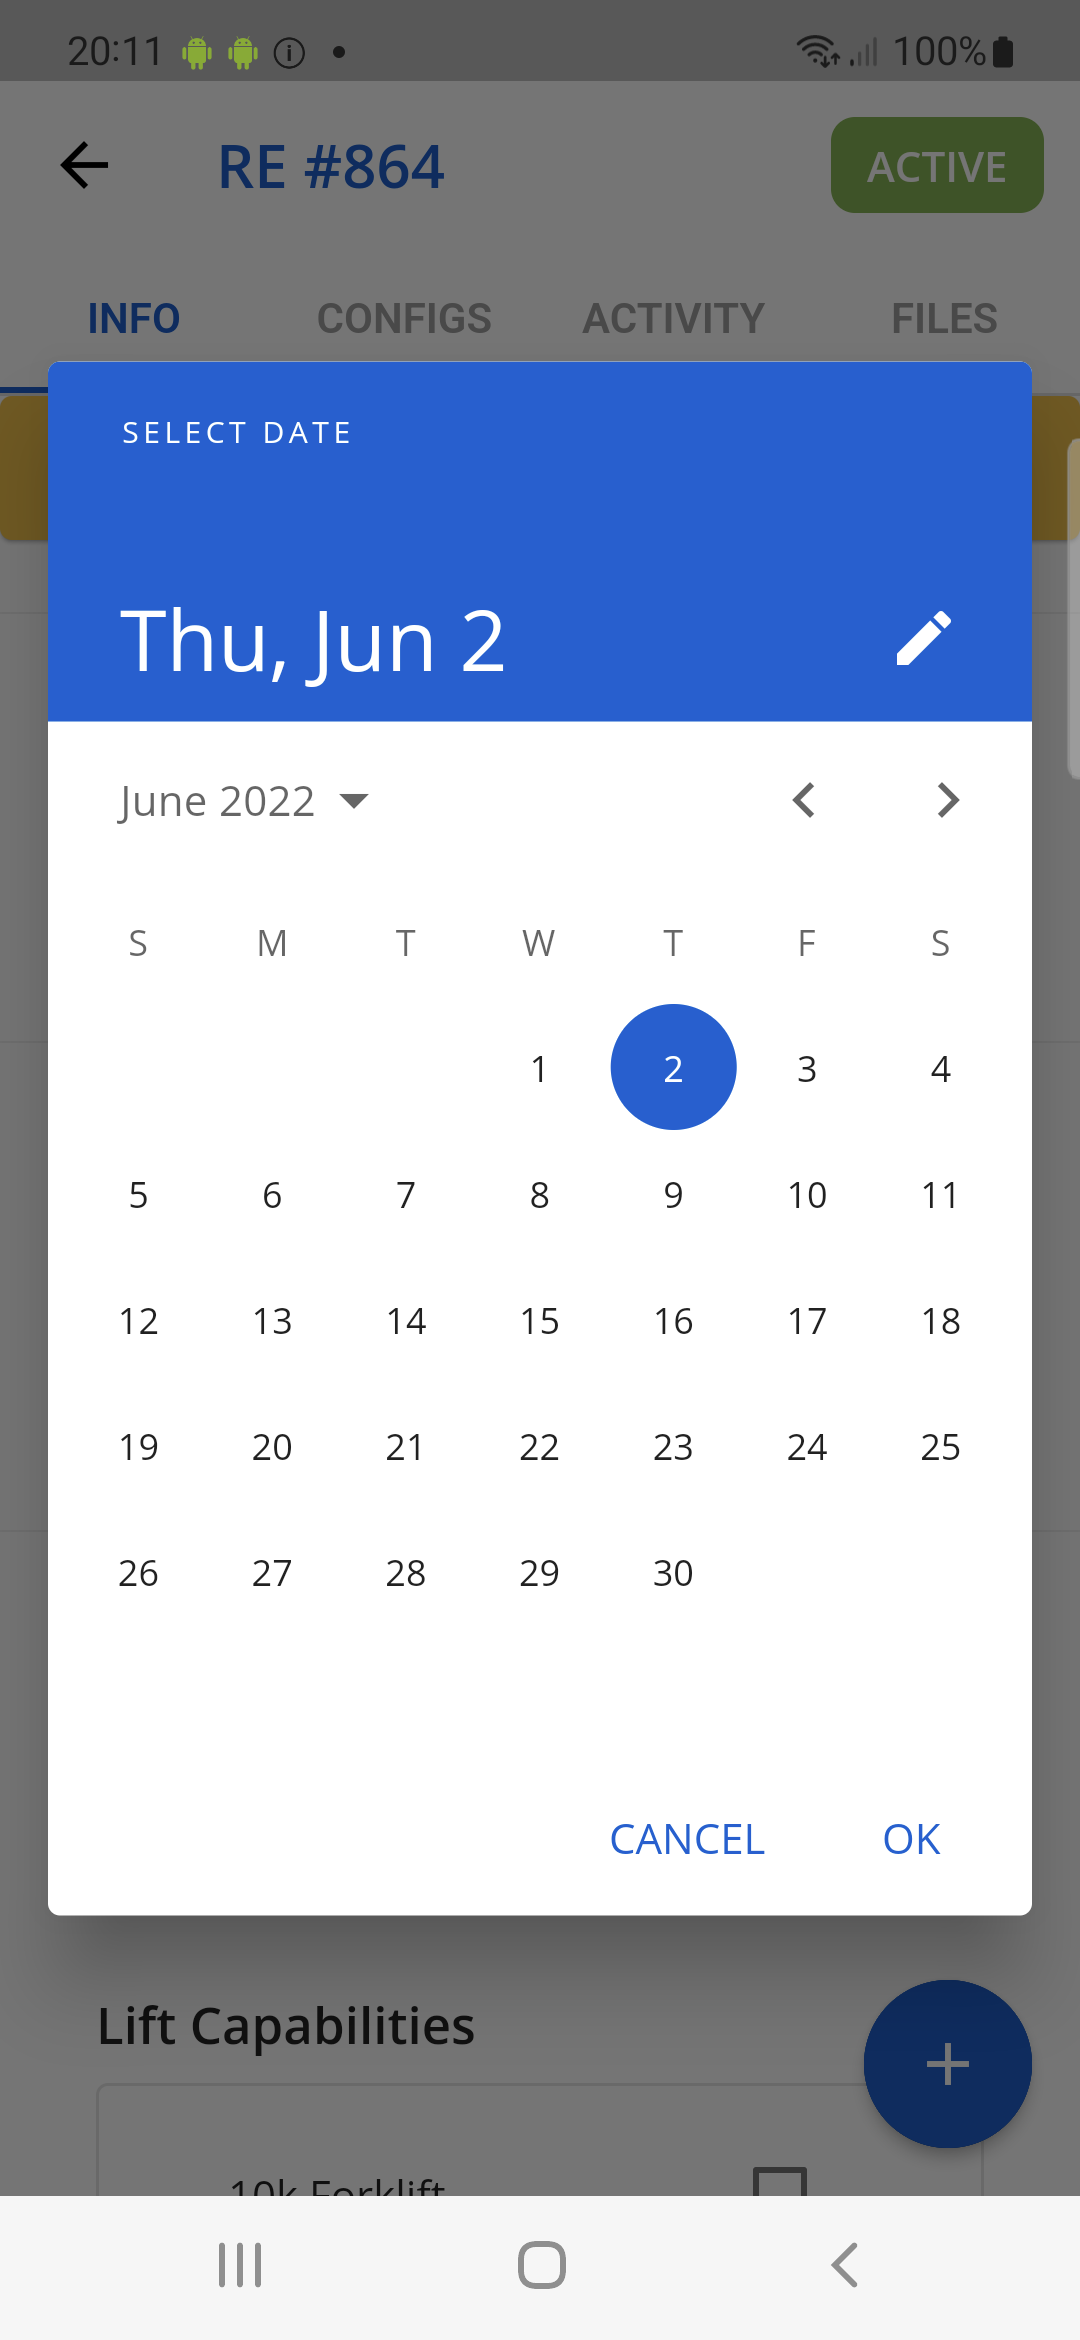 20:11 100%
RE #864 ACTIVE
INFO CONFIGS ACTIVITY FILES
SELECT DATE
Thu, Jun 2
June 2022
S M T W T F S
1 2 3 4
5 6 7 8 9 10 11
12 13 14 15 16 17 18
19 20 21 22 23 24 25
26 27 28 29 30
CANCEL OK
Lift Capabilities
10k Forklift